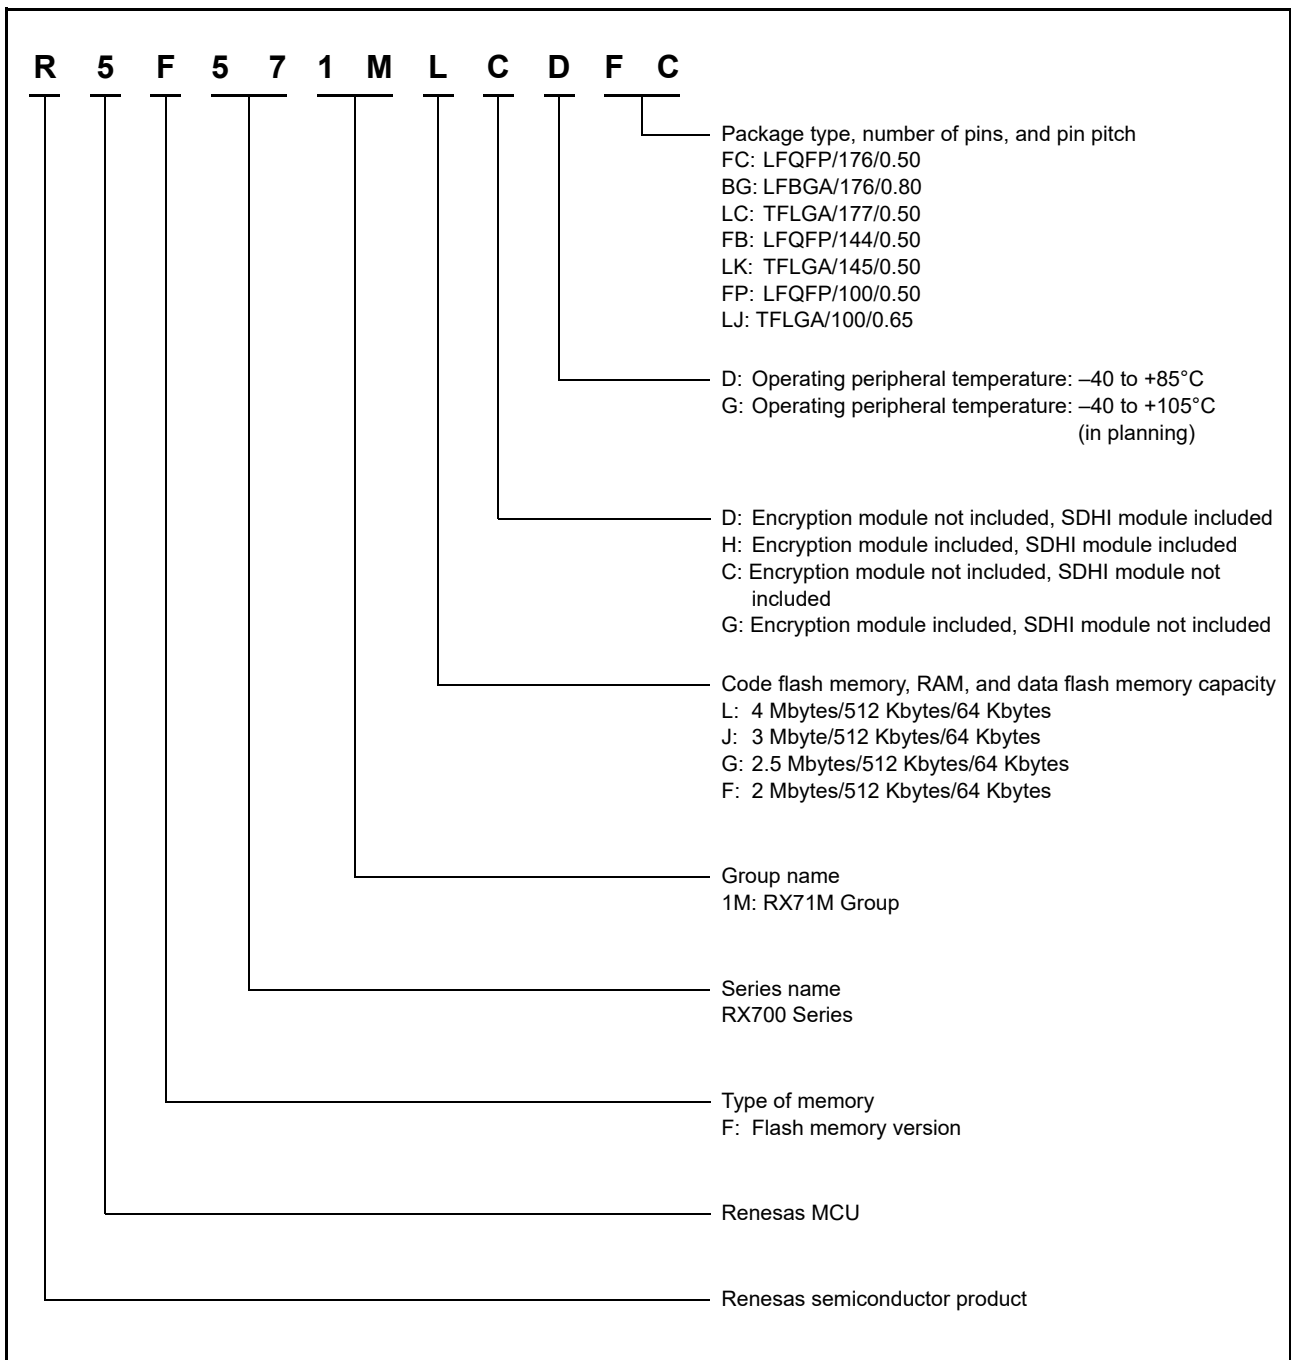 R 5 F 5 7 1 M L C D F C
Package type, number of pins, and pin pitch
FC: LFQFP/176/0.50
BG: LFBGA/176/0.80
LC: TFLGA/177/0.50
FB: LFQFP/144/0.50
LK: TFLGA/145/0.50
FP: LFQFP/100/0.50
LJ: TFLGA/100/0.65
D: Operating peripheral temperature: –40 to +85°C
G: Operating peripheral temperature: –40 to +105°C
(in planning)
D: Encryption module not included, SDHI module included
H: Encryption module included, SDHI module included
C: Encryption module not included, SDHI module not
included
G: Encryption module included, SDHI module not included
Code flash memory, RAM, and data flash memory capacity
L: 4 Mbytes/512 Kbytes/64 Kbytes
J: 3 Mbyte/512 Kbytes/64 Kbytes
G: 2.5 Mbytes/512 Kbytes/64 Kbytes
F: 2 Mbytes/512 Kbytes/64 Kbytes
Group name
1M: RX71M Group
Series name
RX700 Series
Type of memory
F: Flash memory version
Renesas MCU
Renesas semiconductor product